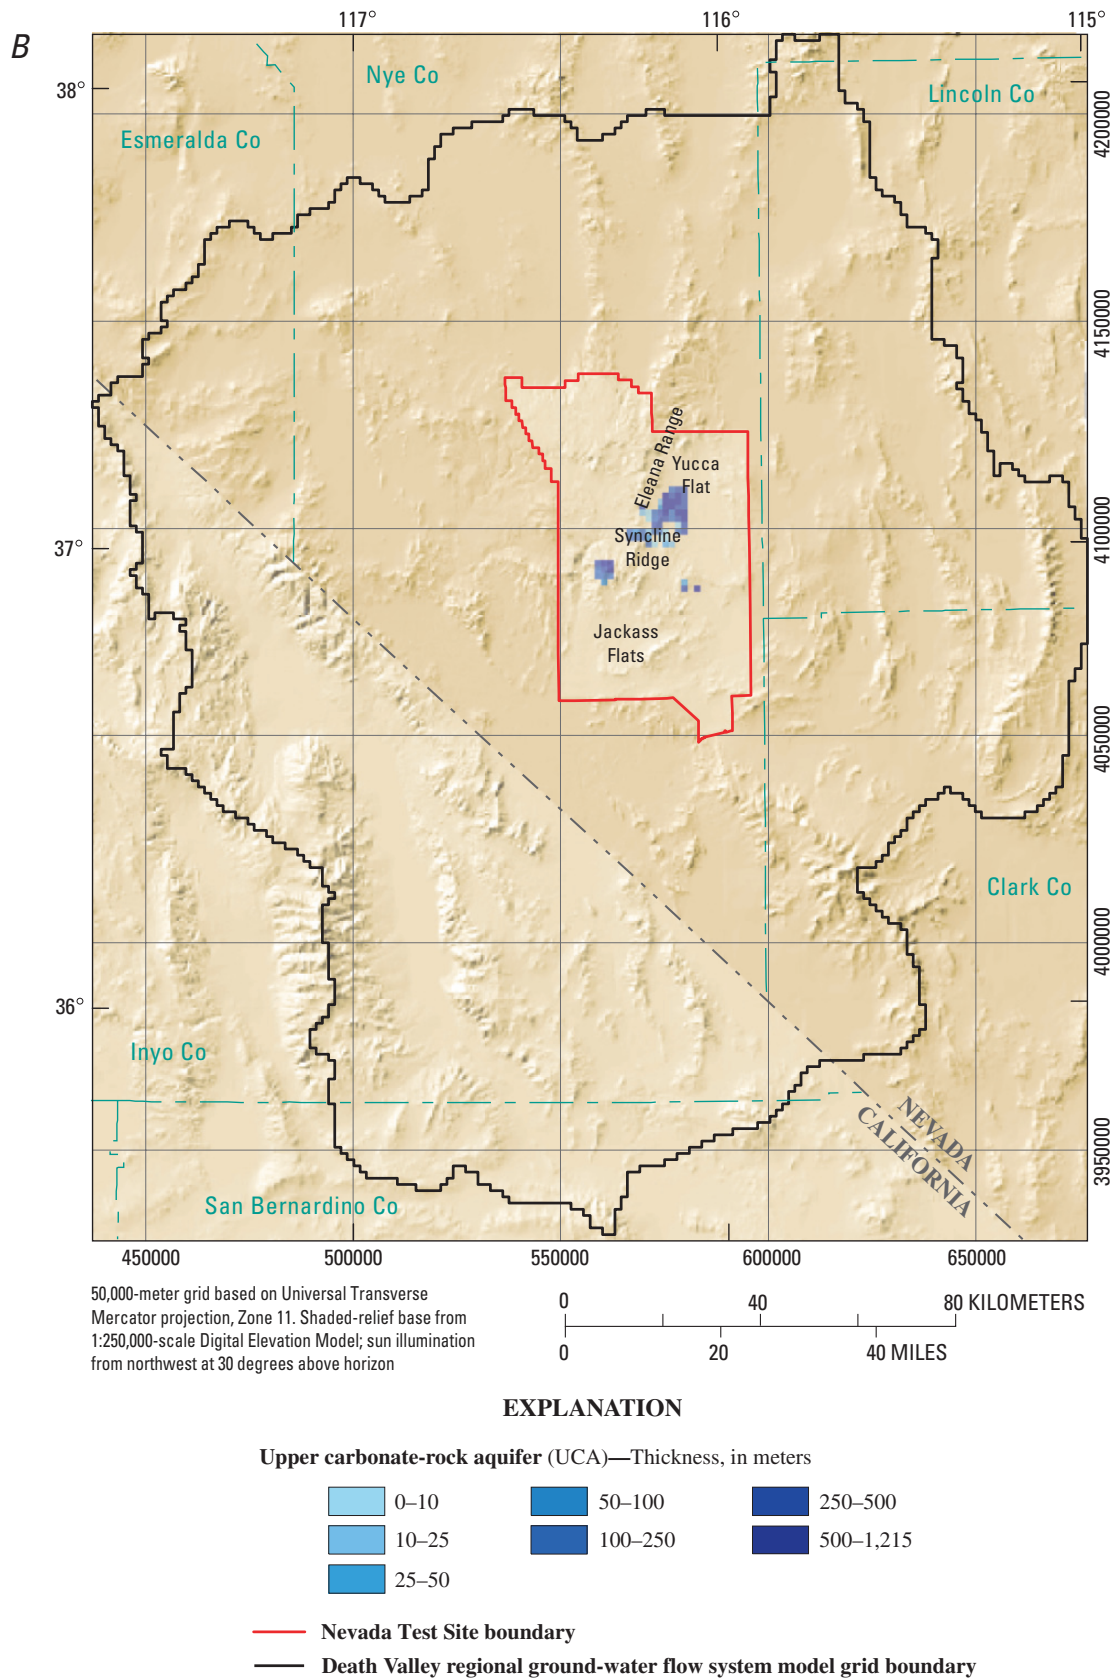 B
117°
116°
115°
38°
37°
36°
Nye Co
Lincoln Co
Esmeralda Co
4200000
4150000
4100000
4050000
4000000
3950000
Eleana Range
Yucca
Flat
Syncline
Ridge
Jackass
Flats
Clark Co
Inyo Co
NEVADA
CALIFORNIA
San Bernardino Co
450000
500000
550000
600000
650000
50,000-meter grid based on Universal Transverse
Mercator projection, Zone 11. Shaded-relief base from
1:250,000-scale Digital Elevation Model; sun illumination
from northwest at 30 degrees above horizon
0 40 80 KILOMETERS
0 20 40 MILES
EXPLANATION
Upper carbonate-rock aquifer (UCA)—Thickness, in meters
0–10
10–25
25–50
50–100
100–250
250–500
500–1,215
Nevada Test Site boundary
Death Valley regional ground-water flow system model grid boundary